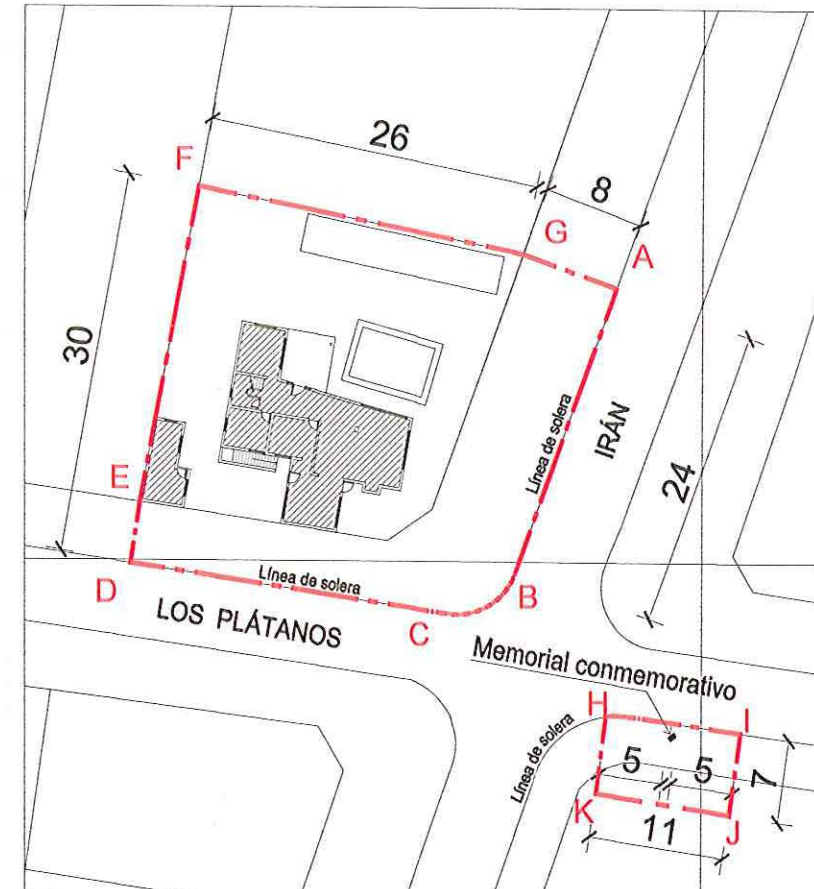 26
F
8
G
A
30
Línea de solera
IRÁN
24
E
D
Línea de solera
B
C
LOS PLÁTANOS
Memorial conmemorativo
H
I
Línea de solera
5
5
7
K
J
11